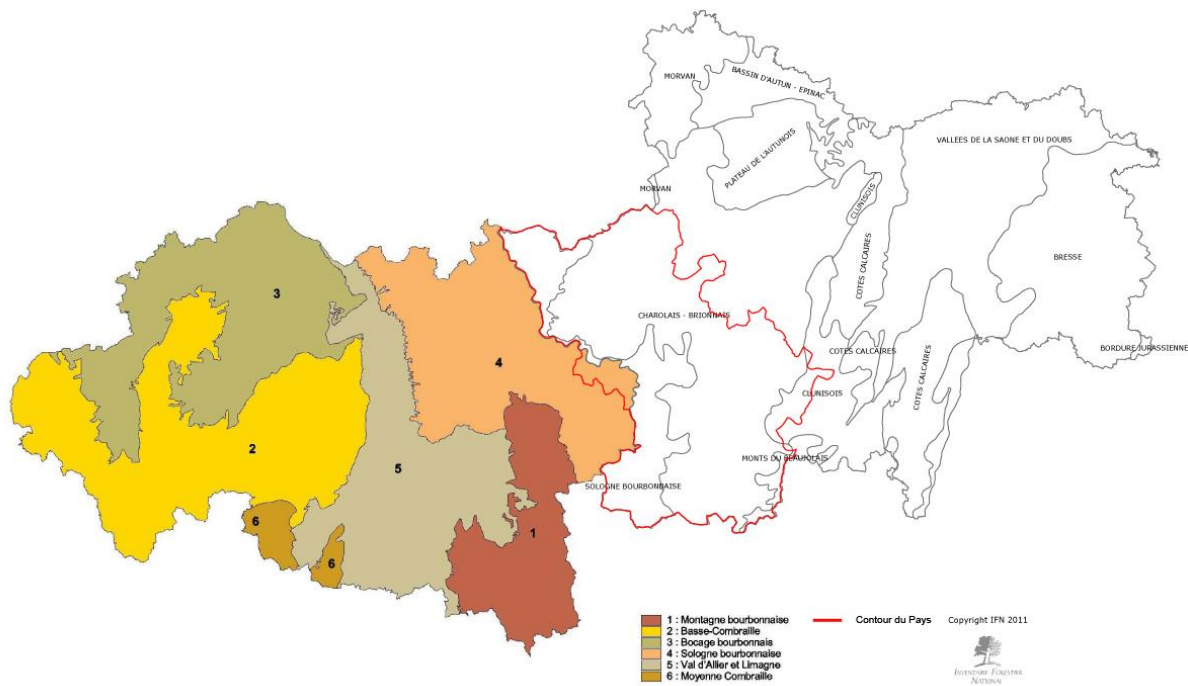 MORVAN
BASSIN D'AUTUN - EPINAC
VALLEES DE LA SAONE ET DU DOUBS
PLATEAU DE L'AUTUNOIS
MORVAN
CLUNISOIS
COTES CALCAIRES
BRESSE
3
CHAROLAIS - BRIONNAIS
BORDURE JURASSIENNE
COTES CALCAIRES
4
COTES CALCAIRES
CLUNISOIS
2
5
MONTS DU BEAUJOLAIS
SOLOGNE BOURBONNAISE
6
1
6
1 : Montagne bourbonnaise
2 : Basse-Combraille
3 : Bocage bourbonnais
4 : Sologne bourbonnaise
5 : Val d'Allier et Limagne
6 : Moyenne Combraille
Contour du Pays
Copyright IFN 2011
INVENTAIRE FORESTIER
NATIONAL